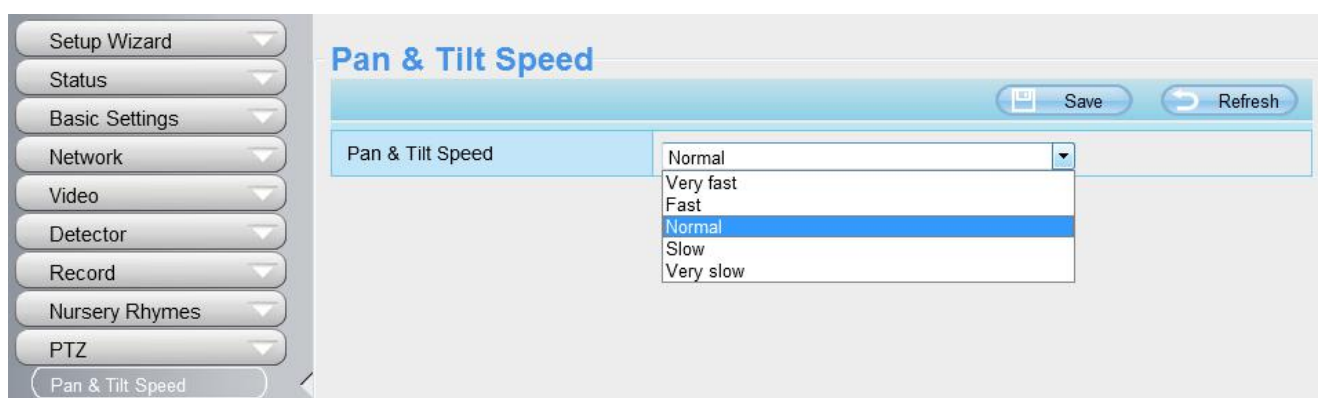 Setup Wizard
Status
Basic Settings
Network
Video
Detector
Record
Nursery Rhymes
PTZ
Pan & Tilt Speed
Pan & Tilt Speed
Save Refresh
Pan & Tilt Speed Normal
Very fast
Fast
Normal
Slow
Very slow